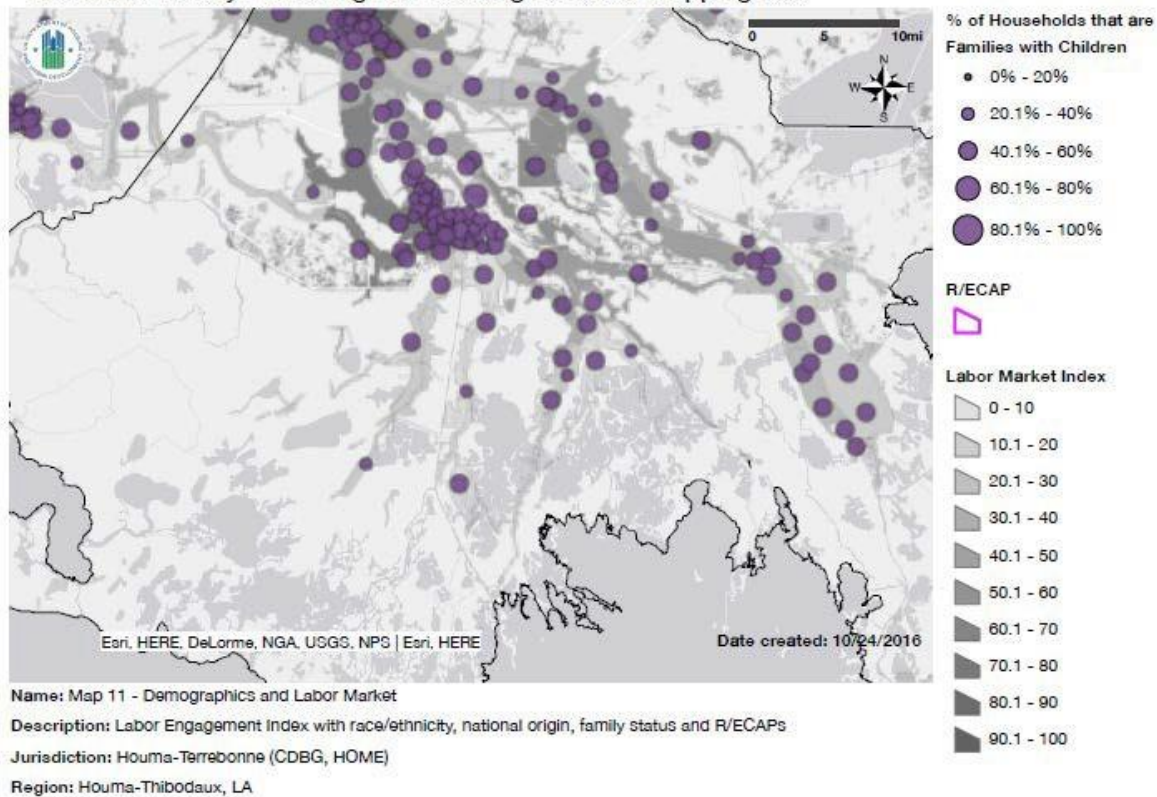 % of Households that are
Families with Children
0% - 20%
20.1% - 40%
40.1% - 60%
60.1% - 80%
80.1% - 100%
R/ECAP
Labor Market Index
0 - 10
10.1 - 20
20.1 - 30
30.1 - 40
40.1 - 50
50.1 - 60
60.1 - 70
70.1 - 80
80.1 - 90
90.1 - 100
0 5 10mi
N
W E
S
Esri, HERE, DeLorme, NGA, USGS, NPS | Esri, HERE
Date created: 10/24/2016
Name: Map 11 - Demographics and Labor Market
Description: Labor Engagement Index with race/ethnicity, national origin, family status and R/ECAPs
Jurisdiction: Houma-Terrebonne (CDBG, HOME)
Region: Houma-Thibodaux, LA